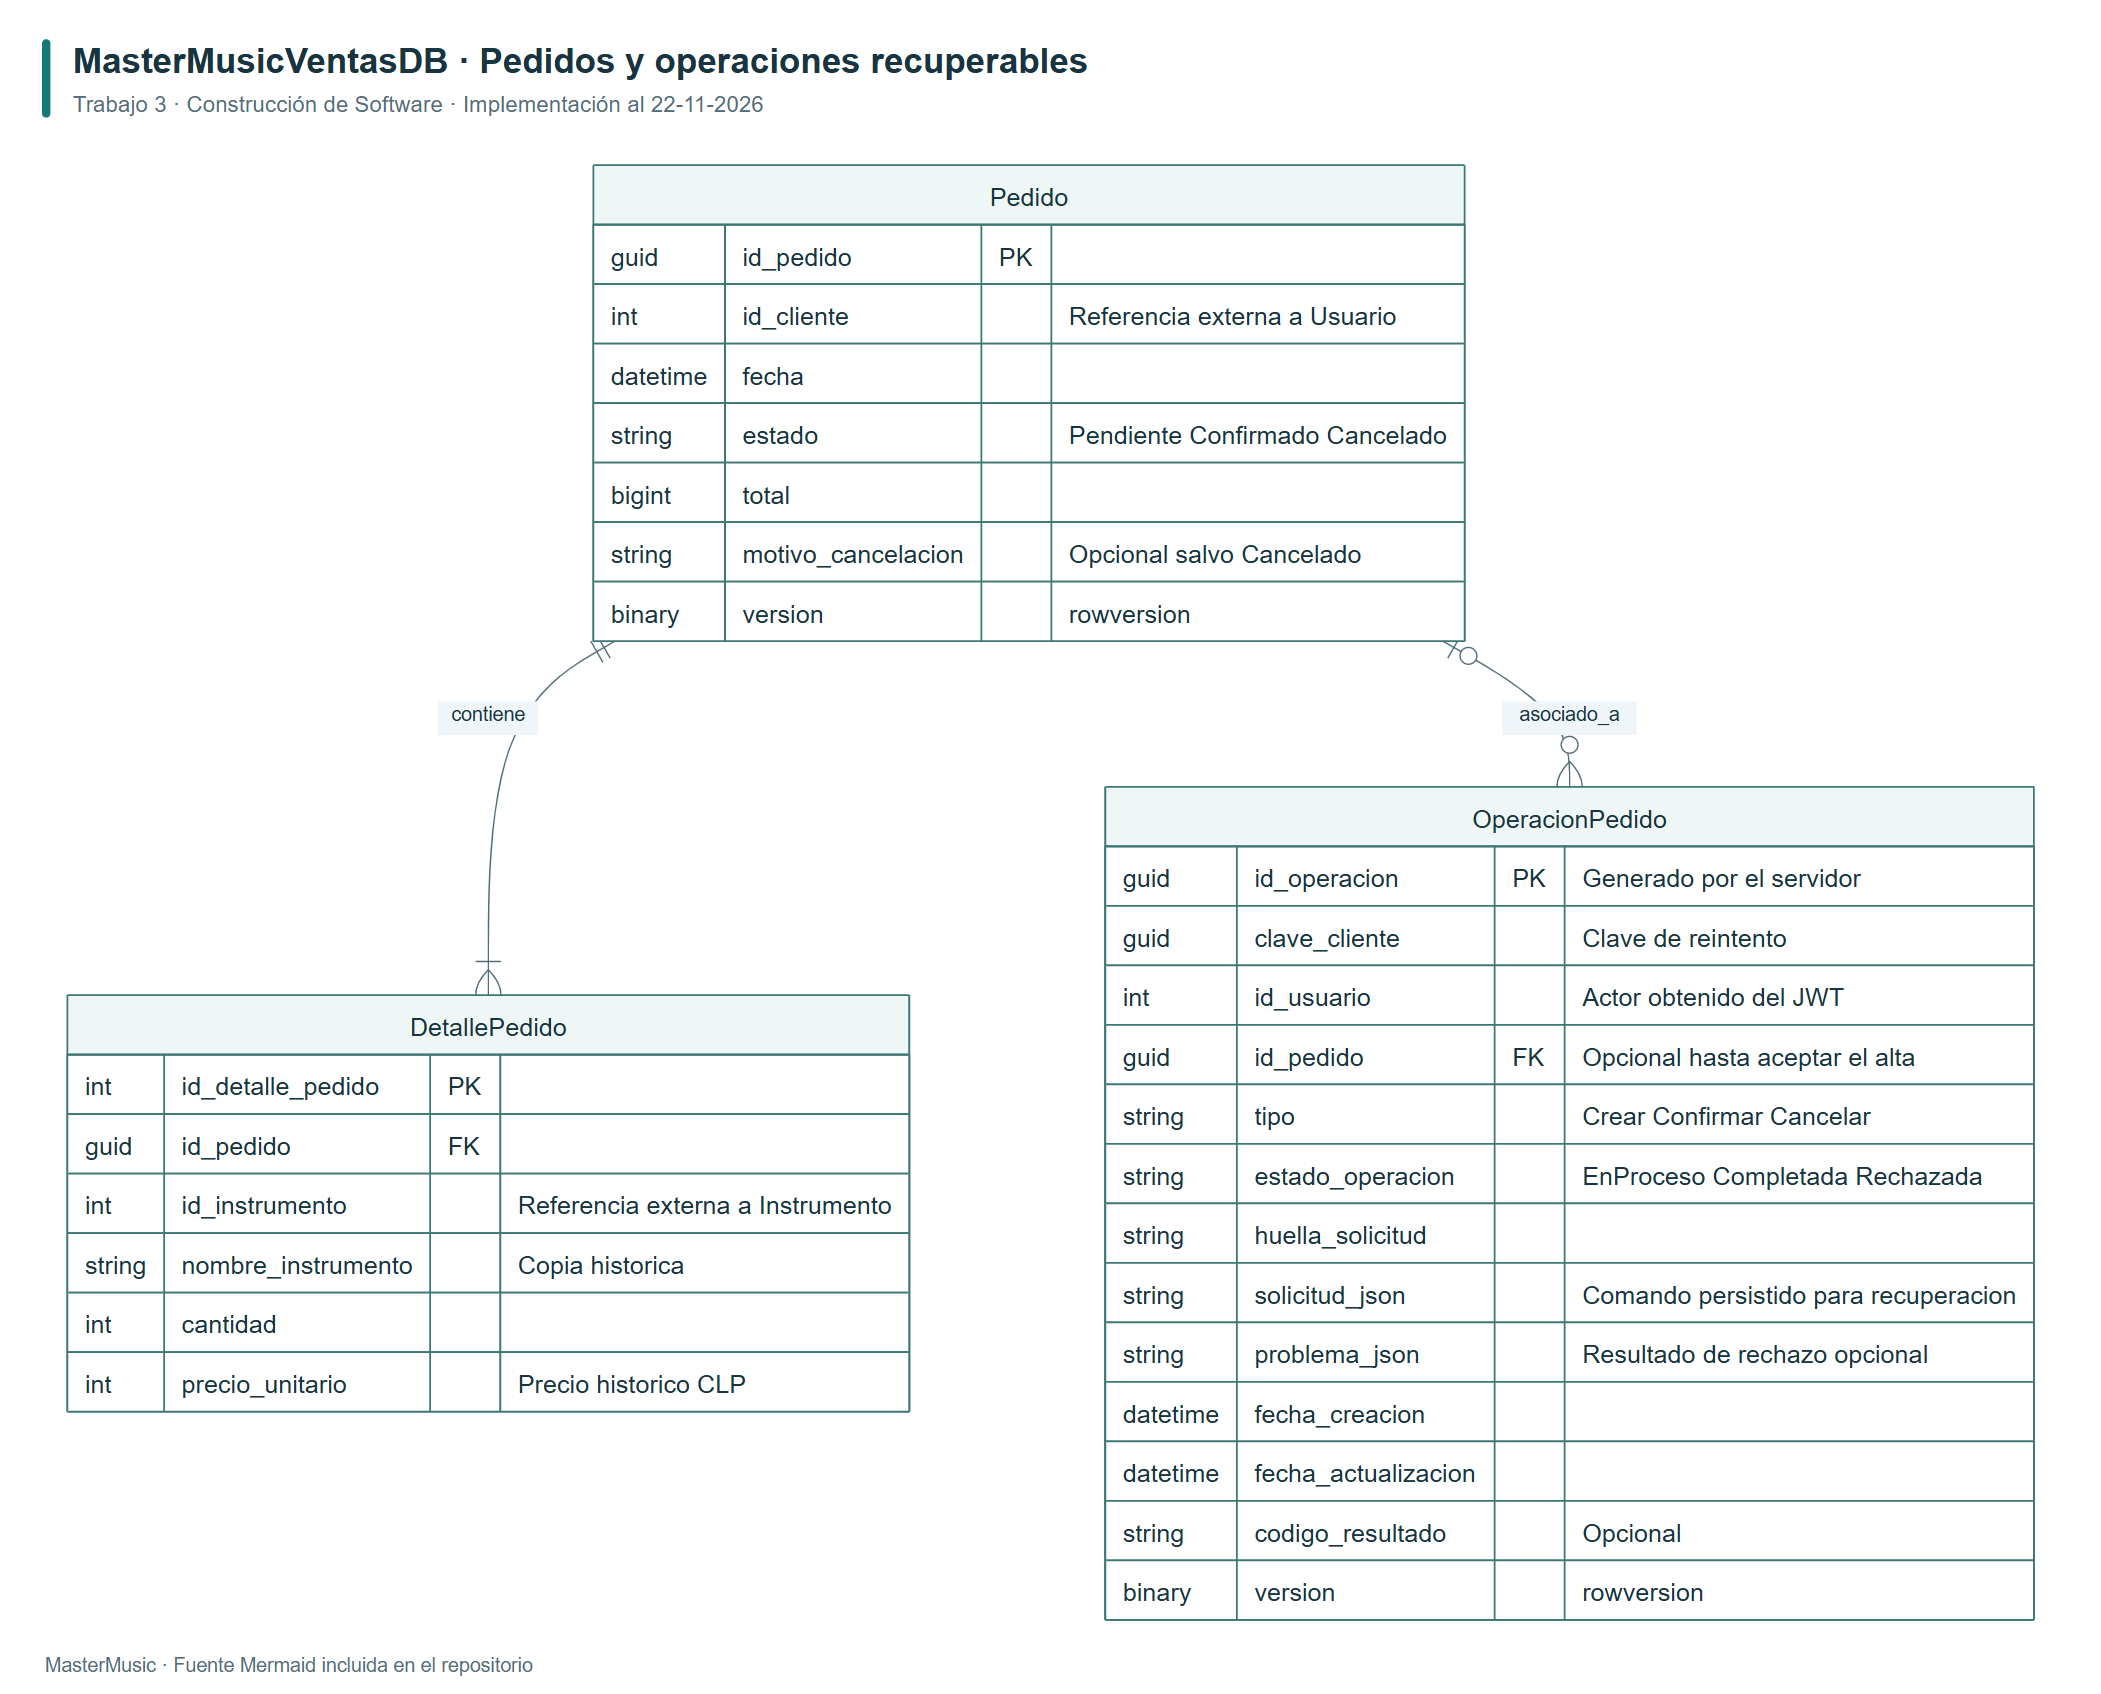 MasterMusicVentasDB · Pedidos y operaciones recuperables
Trabajo 3 · Construcción de Software · Implementación al 22-11-2026
Pedido
guid id_pedido PK
int id_cliente Referencia externa a Usuario
datetime fecha
string estado Pendiente Confirmado Cancelado
bigint total
string motivo_cancelacion Opcional salvo Cancelado
binary version rowversion
contiene
asociado_a
DetallePedido
int id_detalle_pedido PK
guid id_pedido FK
int id_instrumento Referencia externa a Instrumento
string nombre_instrumento Copia historica
int cantidad
int precio_unitario Precio historico CLP
OperacionPedido
guid id_operacion PK Generado por el servidor
guid clave_cliente Clave de reintento
int id_usuario Actor obtenido del JWT
guid id_pedido FK Opcional hasta aceptar el alta
string tipo Crear Confirmar Cancelar
string estado_operacion EnProceso Completada Rechazada
string huella_solicitud
string solicitud_json Comando persistido para recuperacion
string problema_json Resultado de rechazo opcional
datetime fecha_creacion
datetime fecha_actualizacion
string codigo_resultado Opcional
binary version rowversion
MasterMusic · Fuente Mermaid incluida en el repositorio